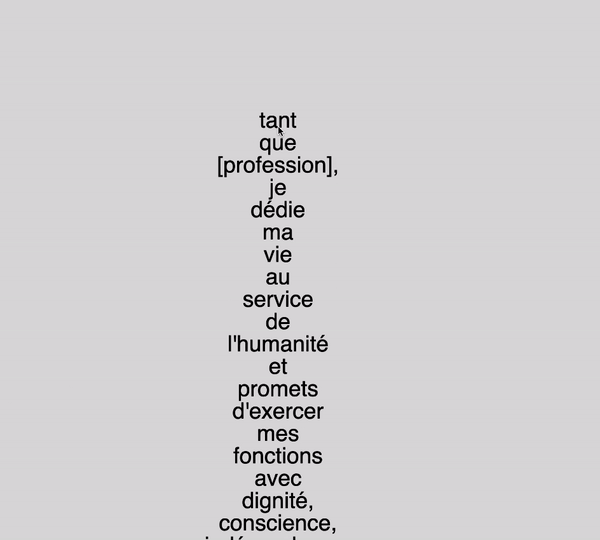 tant
que
[profession],
je
dédie
ma
vie
au
service
de
l'humanité
et
promets
d'exercer
mes
fonctions
avec
dignité,
conscience,